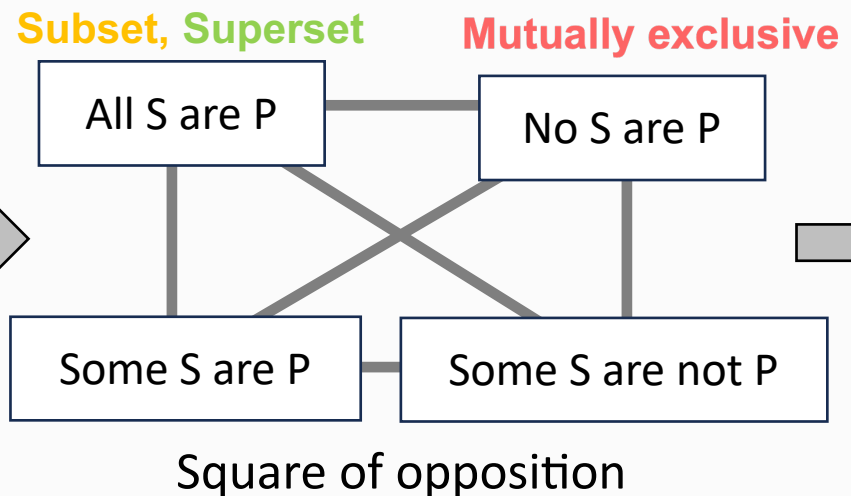 Subset, Superset
Mutually exclusive
All S are P
No S are P
Some S are P
Some S are not P
Square of opposition